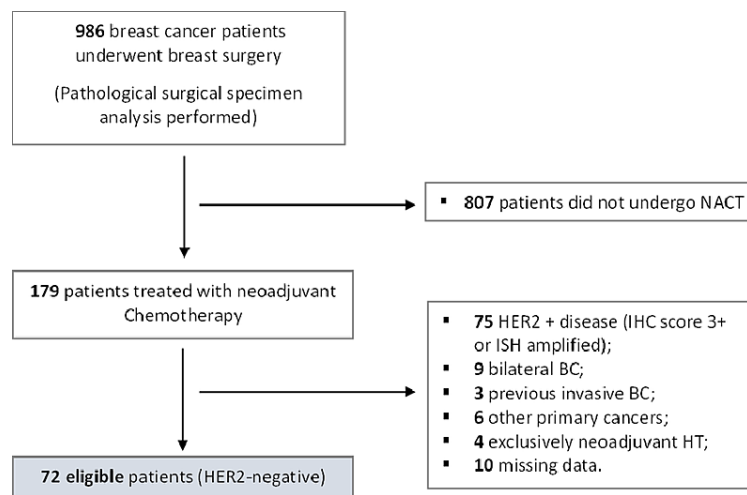 986 breast cancer patients
underwent breast surgery
(Pathological surgical specimen
analysis performed)
▪ 807 patients did not undergo NACT
179 patients treated with neoadjuvant
Chemotherapy
▪ 75 HER2 + disease (IHC score 3+
or ISH amplified);
▪ 9 bilateral BC;
▪ 3 previous invasive BC;
▪ 6 other primary cancers;
▪ 4 exclusively neoadjuvant HT;
▪ 10 missing data.
72 eligible patients (HER2-negative)